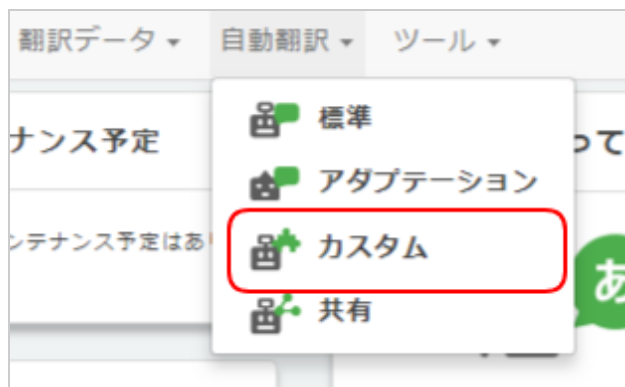 翻訳データ 自動翻訳 ツール
標準
ナンス予定
って
アダプテーション
ンテナンス予定はあ
カスタム
あ
共有